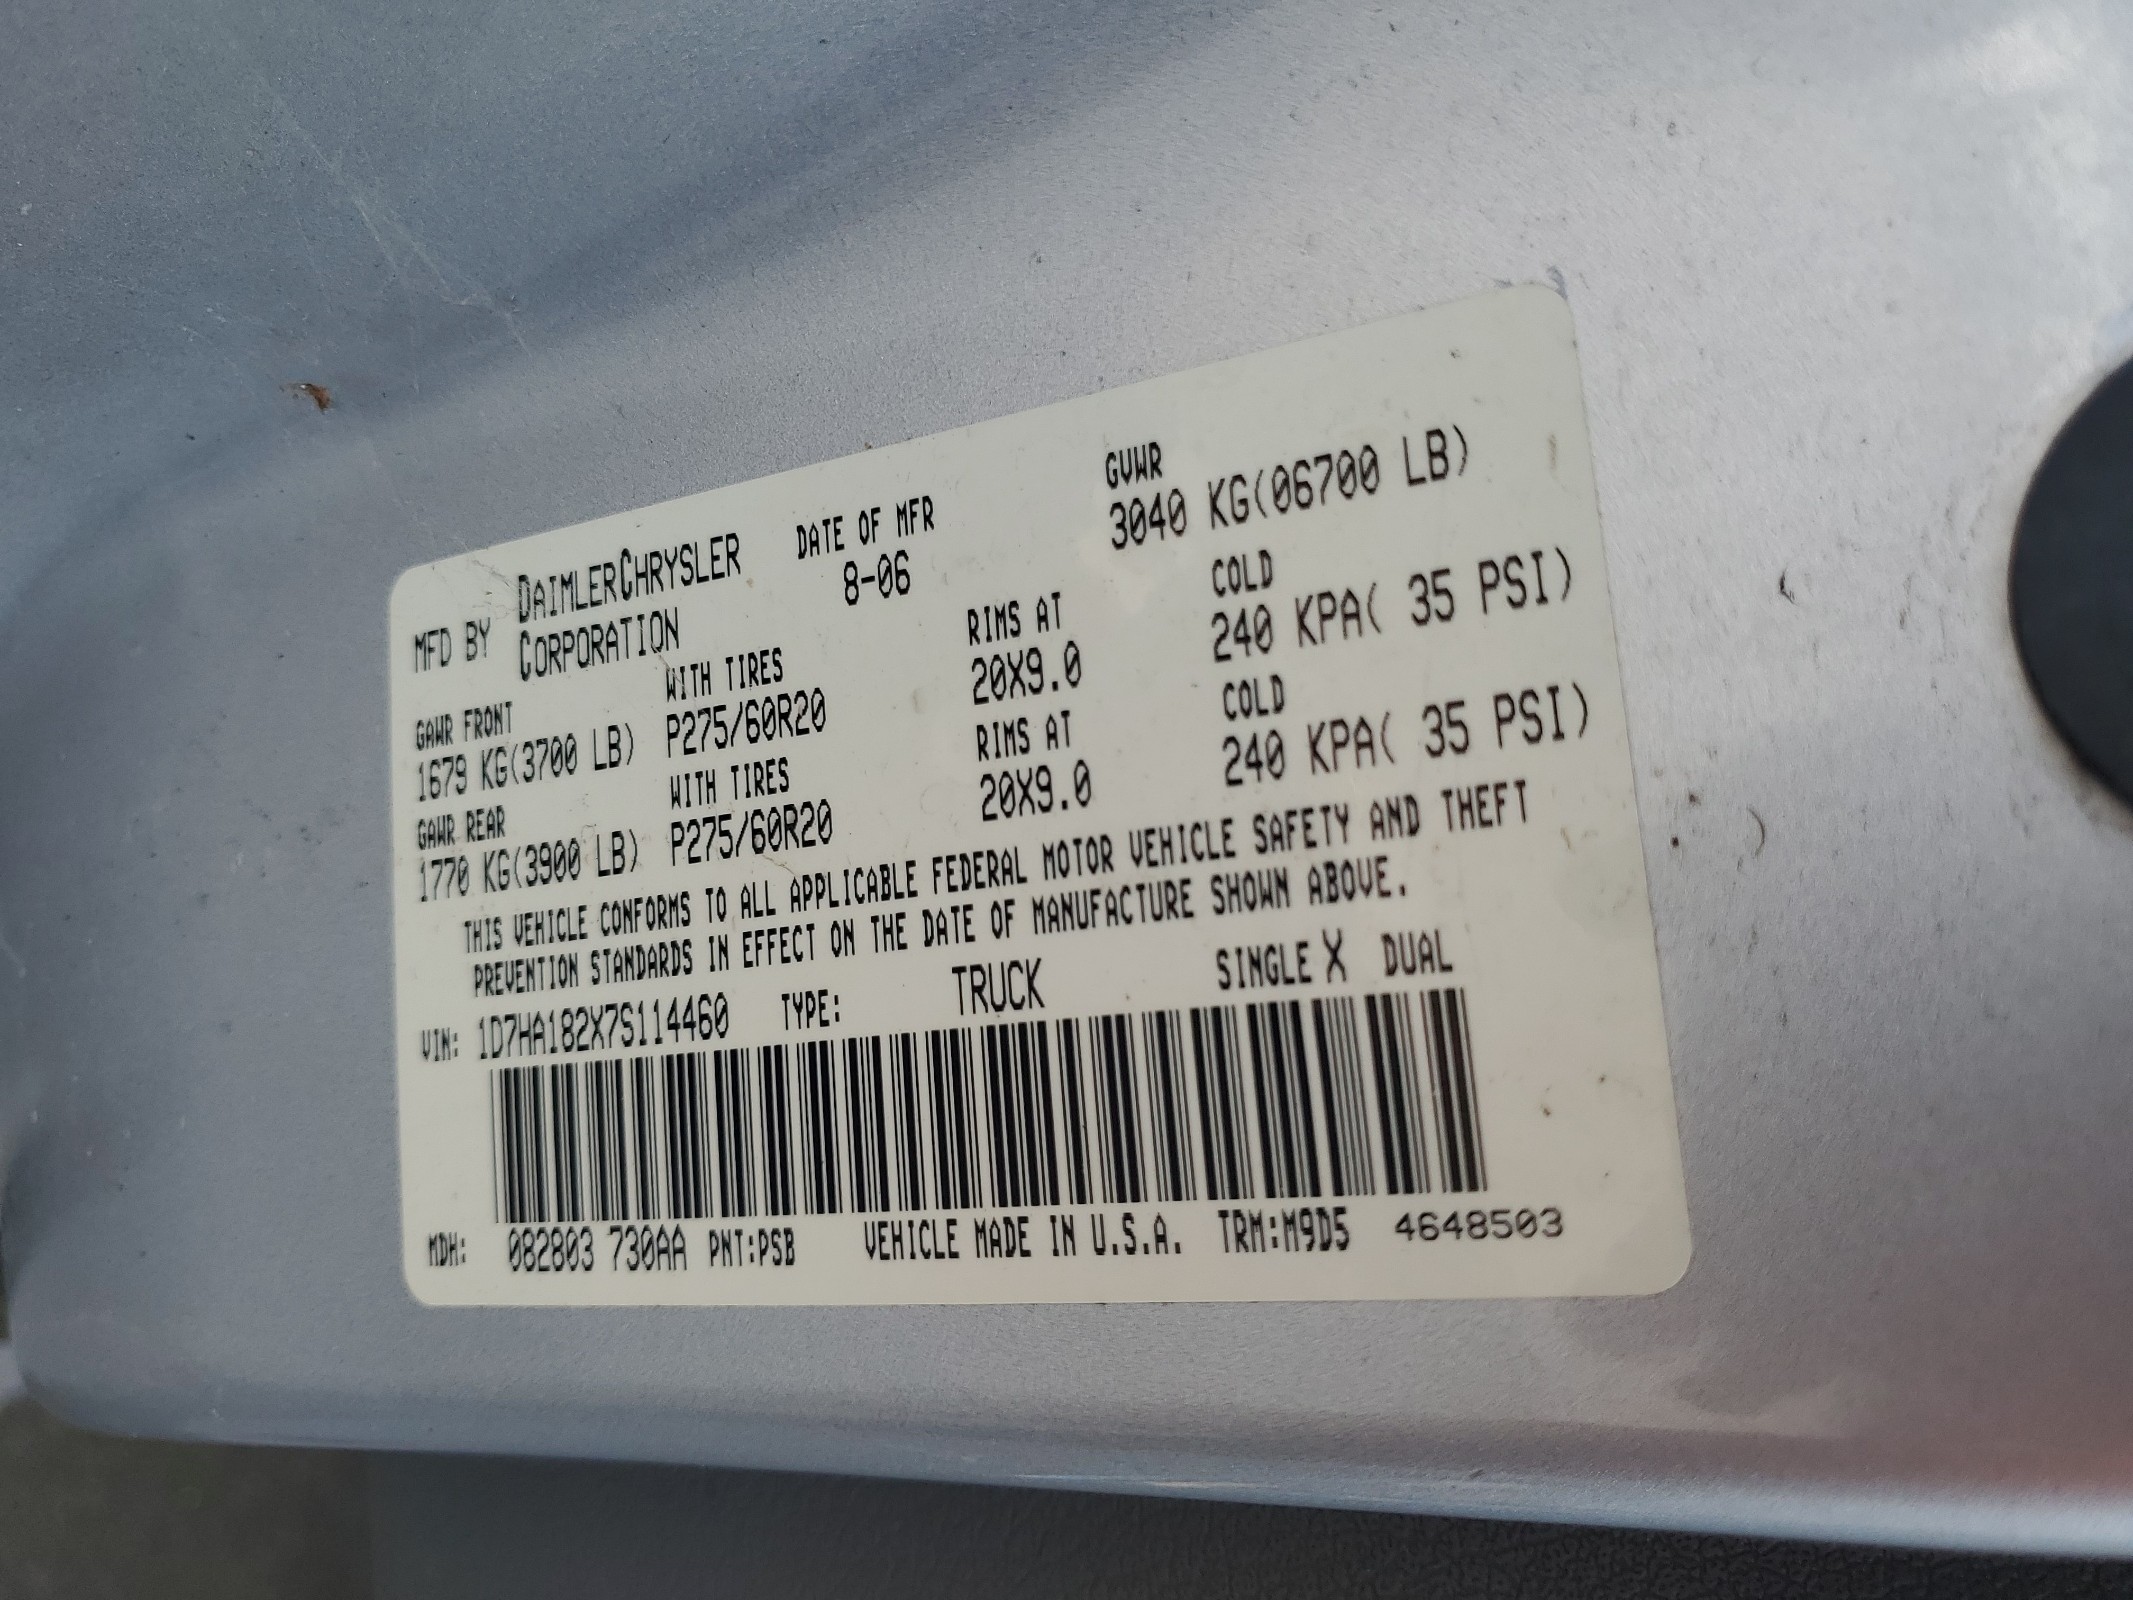 MFD BY DAIMLERCHRYSLER CORPORATION
DATE OF MFR
8-06
GVWR
3040 KG(06700 LB)
GAWR FRONT WITH TIRES RIMS AT COLD
1679 KG(3700 LB) P275/60R20 20X9.0 240 KPA( 35 PSI)
GAWR REAR WITH TIRES RIMS AT COLD
1770 KG(3900 LB) P275/60R20 20X9.0 240 KPA( 35 PSI)
THIS VEHICLE CONFORMS TO ALL APPLICABLE FEDERAL MOTOR VEHICLE SAFETY AND THEFT
PREVENTION STANDARDS IN EFFECT ON THE DATE OF MANUFACTURE SHOWN ABOVE.
VIN: 1D7HA182X7S114460 TYPE: TRUCK SINGLE X DUAL
MDH: 082803 730AA PNT:PSB VEHICLE MADE IN U.S.A. TRM:M9D5 4648503